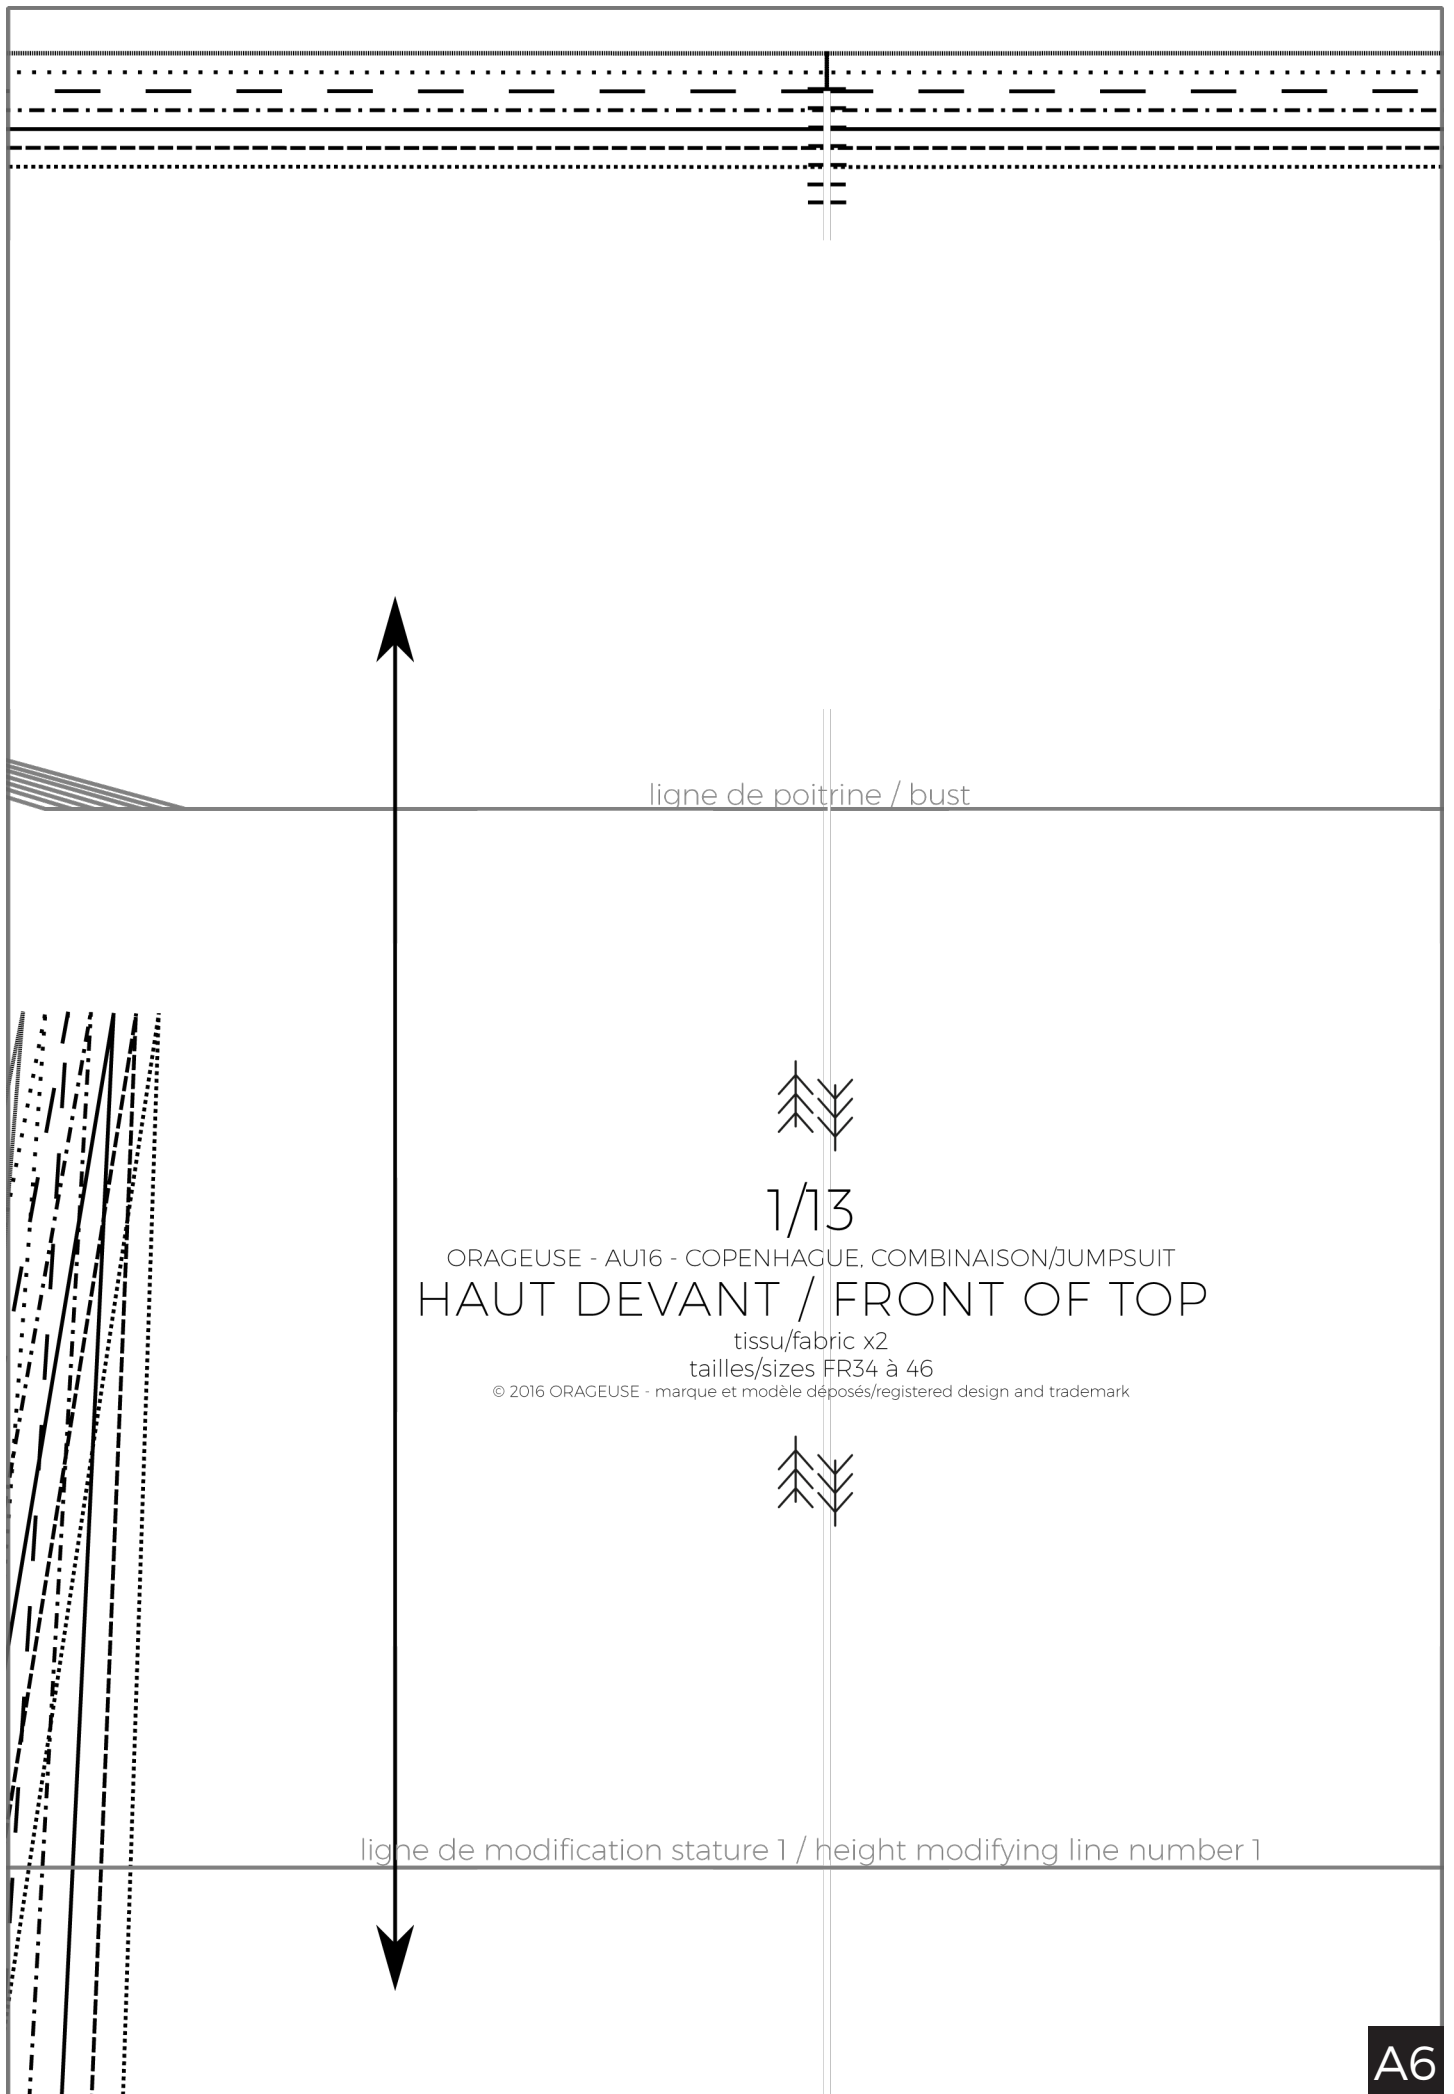 ligne de poitrine / bust
1/13
ORAGEUSE - AU16 - COPENHAGUE, COMBINAISON/JUMPSUIT
HAUT DEVANT / FRONT OF TOP
tissu/fabric x2
tailles/sizes FR34 à 46
© 2016 ORAGEUSE - marque et modèle déposés/registered design and trademark
ligne de modification stature 1 / height modifying line number 1
A6